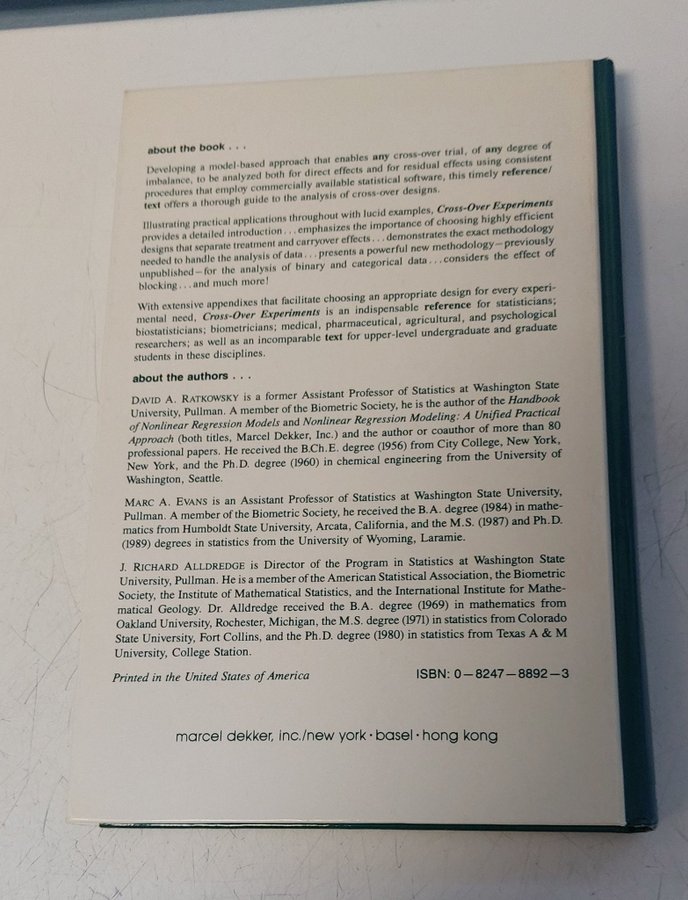 about the book . . .
Developing a model-based approach that enables any cross-over trial, of any degree of
imbalance, to be analyzed both for direct effects and for residual effects using consistent
procedures that employ commercially available statistical software, this timely reference/
text offers a thorough guide to the analysis of cross-over designs.
Illustrating practical applications throughout with lucid examples, Cross-Over Experiments
provides a detailed introduction . . . emphasizes the importance of choosing highly efficient
designs that separate treatment and carryover effects . . . demonstrates the exact methodology
needed to handle the analysis of data . . . presents a powerful new methodology—previously
unpublished—for the analysis of binary and categorical data . . . considers the effect of
blocking . . . and much more!
With extensive appendixes that facilitate choosing an appropriate design for every experi-
mental need, Cross-Over Experiments is an indispensable reference for statisticians;
biostatisticians; biometricians; medical, pharmaceutical, agricultural, and psychological
researchers; as well as an incomparable text for upper-level undergraduate and graduate
students in these disciplines.
about the authors . . .
DAVID A. RATKOWSKY is a former Assistant Professor of Statistics at Washington State
University, Pullman. A member of the Biometric Society, he is the author of the Handbook
of Nonlinear Regression Models and Nonlinear Regression Modeling: A Unified Practical
Approach (both titles, Marcel Dekker, Inc.) and the author or coauthor of more than 80
professional papers. He received the B.Ch.E. degree (1956) from City College, New York,
New York, and the Ph.D. degree (1960) in chemical engineering from the University of
Washington, Seattle.
MARC A. EVANS is an Assistant Professor of Statistics at Washington State University,
Pullman. A member of the Biometric Society, he received the B.A. degree (1984) in mathe-
matics from Humboldt State University, Arcata, California, and the M.S. (1987) and Ph.D.
(1989) degrees in statistics from the University of Wyoming, Laramie.
J. RICHARD ALLDREDGE is Director of the Program in Statistics at Washington State
University, Pullman. He is a member of the American Statistical Association, the Biometric
Society, the Institute of Mathematical Statistics, and the International Institute for Mathe-
matical Geology. Dr. Alldredge received the B.A. degree (1969) in mathematics from
Oakland University, Rochester, Michigan, the M.S. degree (1971) in statistics from Colorado
State University, Fort Collins, and the Ph.D. degree (1980) in statistics from Texas A & M
University, College Station.
Printed in the United States of America ISBN: 0—8247—8892—3
marcel dekker, inc./new york · basel · hong kong